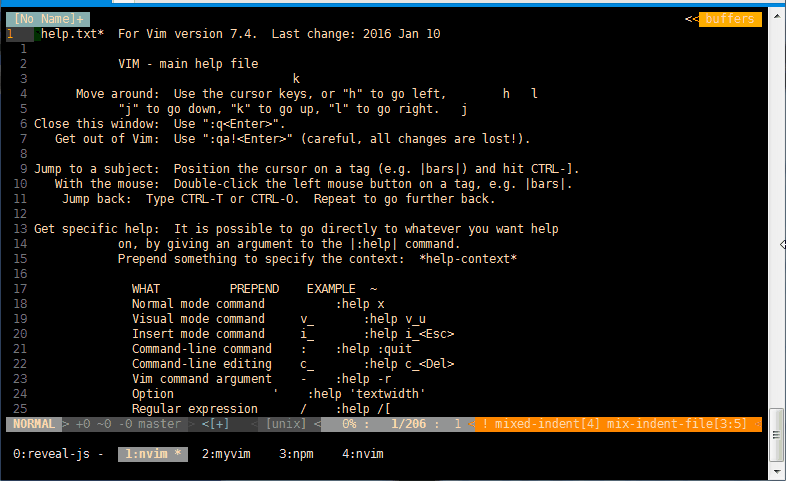 [No Name]+ << buffers
1 *help.txt* For Vim version 7.4. Last change: 2016 Jan 10
1
2 VIM - main help file
3 k
4 Move around: Use the cursor keys, or "h" to go left, h l
5 "j" to go down, "k" to go up, "l" to go right. j
6 Close this window: Use ":q<Enter>".
7 Get out of Vim: Use ":qa!<Enter>" (careful, all changes are lost!).
8
9 Jump to a subject: Position the cursor on a tag (e.g. |bars|) and hit CTRL-].
10 With the mouse: Double-click the left mouse button on a tag, e.g. |bars|.
11 Jump back: Type CTRL-T or CTRL-O. Repeat to go further back.
12
13 Get specific help: It is possible to go directly to whatever you want help
14 on, by giving an argument to the |:help| command.
15 Prepend something to specify the context: *help-context*
16
17 WHAT PREPEND EXAMPLE ~
18 Normal mode command :help x
19 Visual mode command v_ :help v_u
20 Insert mode command i_ :help i_<Esc>
21 Command-line command : :help :quit
22 Command-line editing c_ :help c_<Del>
23 Vim command argument - :help -r
24 Option ' :help 'textwidth'
25 Regular expression / :help /[
NORMAL > +0 ~0 -0 master > <[+] < [unix] < 0% : 1/206 : 1 < ! mixed-indent[4] mix-indent-file[3:5]
0:reveal-js - 1:nvim * 2:myvim 3:npm 4:nvim